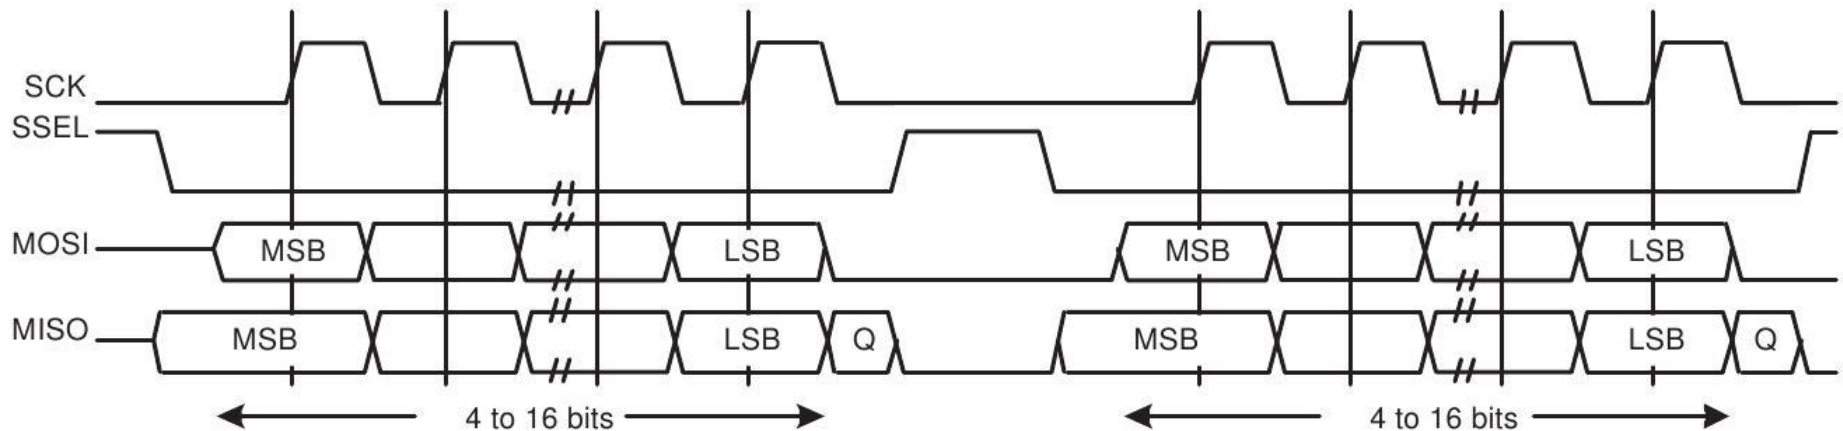 SCK
SSEL
MOSI MSB LSB MSB LSB
MISO MSB LSB Q MSB LSB Q
4 to 16 bits 4 to 16 bits